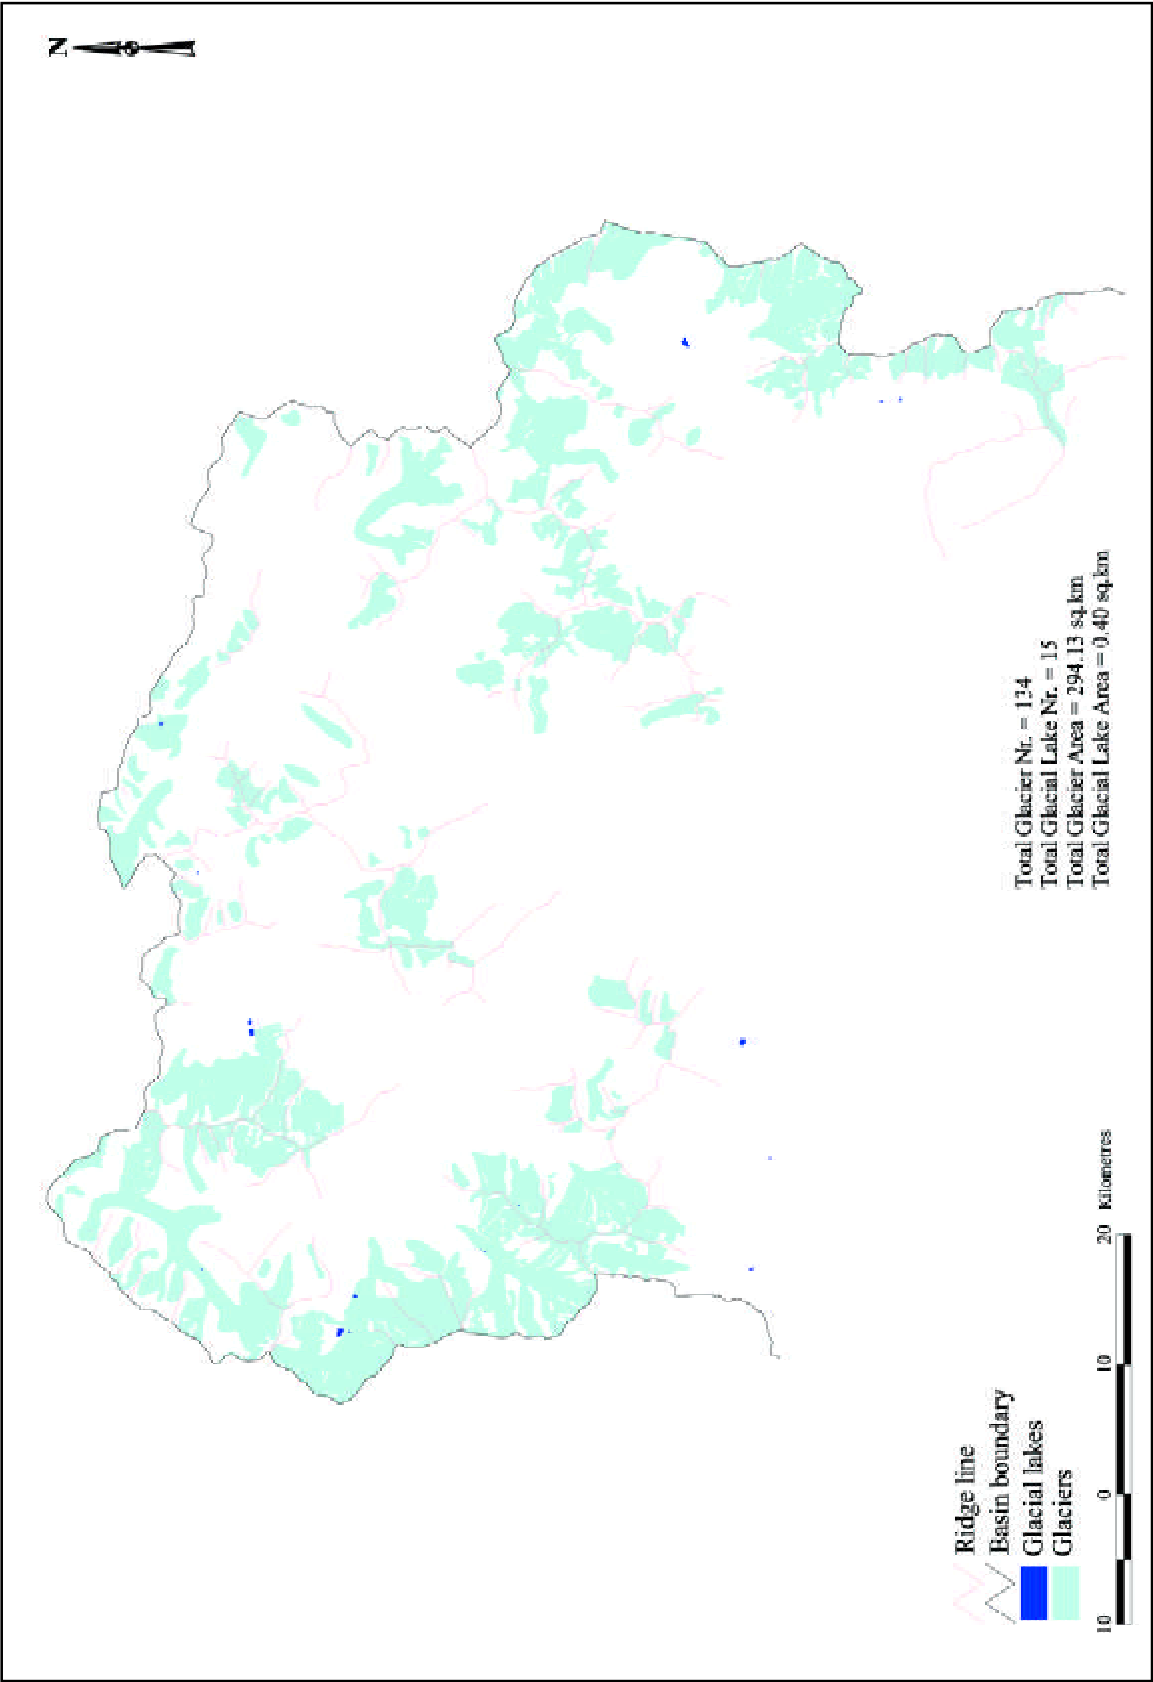 N
Total Glacier Nr. = 134
Total Glacial Lake Nr. = 15
Total Glacier Area = 294.13 sq.km
Total Glacial Lake Area = 0.40 sq.km
Ridge line
Basin boundary
Glacial lakes
Glaciers
10 0 10 20 Kilometres